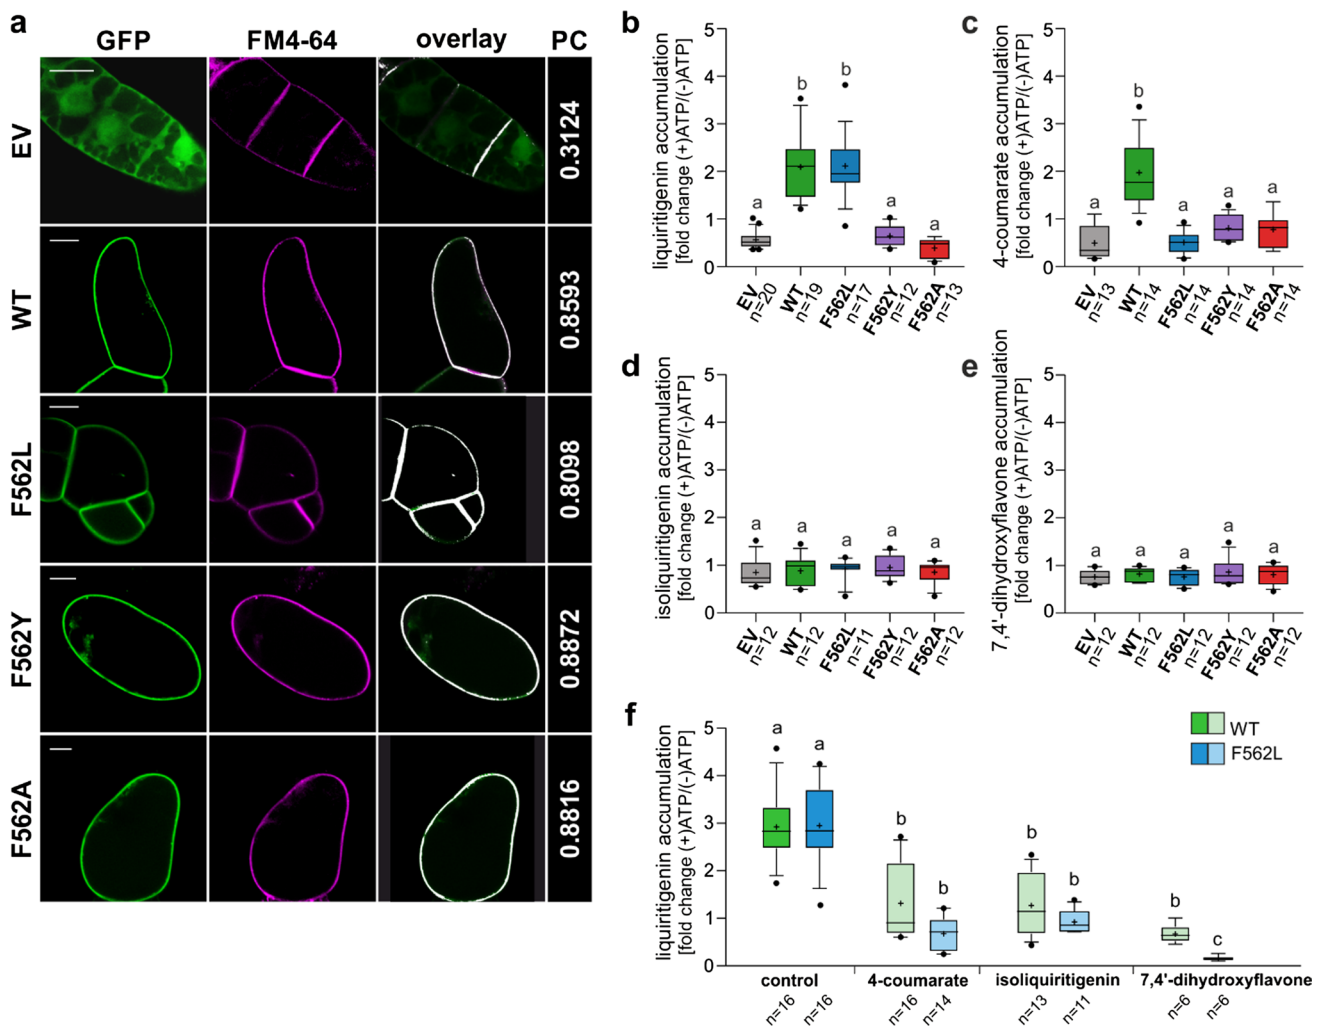 a
GFP
FM4-64
overlay
PC
EV
0.3124
WT
0.8593
F562L
0.8098
F562Y
0.8872
F562A
0.8816
b
liquiritigenin accumulation
[fold change (+)ATP/(-)ATP]
5
4
3
2
1
0
a
b
b
a
a
EV
n=20
WT
n=19
F562L
n=17
F562Y
n=12
F562A
n=13
c
4-coumarate accumulation
[fold change (+)ATP/(-)ATP]
5
4
3
2
1
0
a
b
a
a
a
EV
n=13
WT
n=14
F562L
n=14
F562Y
n=14
F562A
n=14
d
isoliquiritigenin accumulation
[fold change (+)ATP/(-)ATP]
5
4
3
2
1
0
a
a
a
a
a
EV
n=12
WT
n=12
F562L
n=11
F562Y
n=12
F562A
n=12
e
7,4'-dihydroxyflavone accumulation
[fold change (+)ATP/(-)ATP]
5
4
3
2
1
0
a
a
a
a
a
EV
n=12
WT
n=12
F562L
n=12
F562Y
n=12
F562A
n=12
f
liquiritigenin accumulation
[fold change (+)ATP/(-)ATP]
5
4
3
2
1
0
a
a
b
b
b
b
b
c
WT
F562L
control
4-coumarate
isoliquiritigenin
7,4'-dihydroxyflavone
n=16
n=16
n=16
n=14
n=13
n=11
n=6
n=6